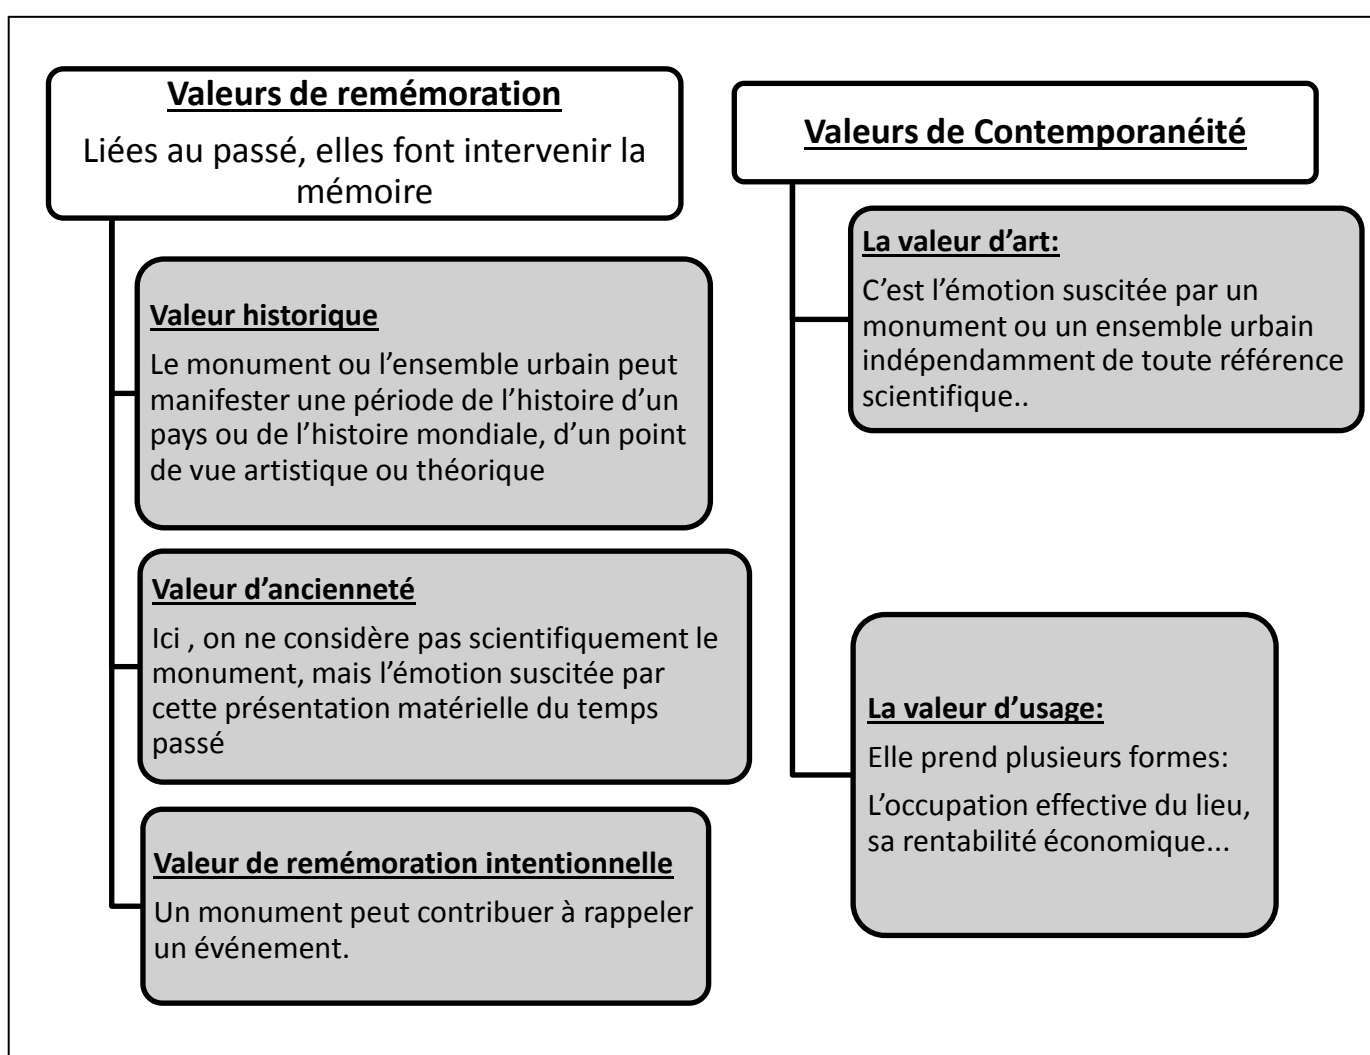 Valeurs de remémoration
Liées au passé, elles font intervenir la
mémoire
Valeur historique
Le monument ou l’ensemble urbain peut
manifester une période de l’histoire d’un
pays ou de l’histoire mondiale, d’un point
de vue artistique ou théorique
Valeur d’ancienneté
Ici , on ne considère pas scientifiquement le
monument, mais l’émotion suscitée par
cette présentation matérielle du temps
passé
Valeur de remémoration intentionnelle
Un monument peut contribuer à rappeler
un événement.
Valeurs de Contemporanéité
La valeur d’art:
C’est l’émotion suscitée par un
monument ou un ensemble urbain
indépendamment de toute référence
scientifique..
La valeur d’usage:
Elle prend plusieurs formes:
L’occupation effective du lieu,
sa rentabilité économique...